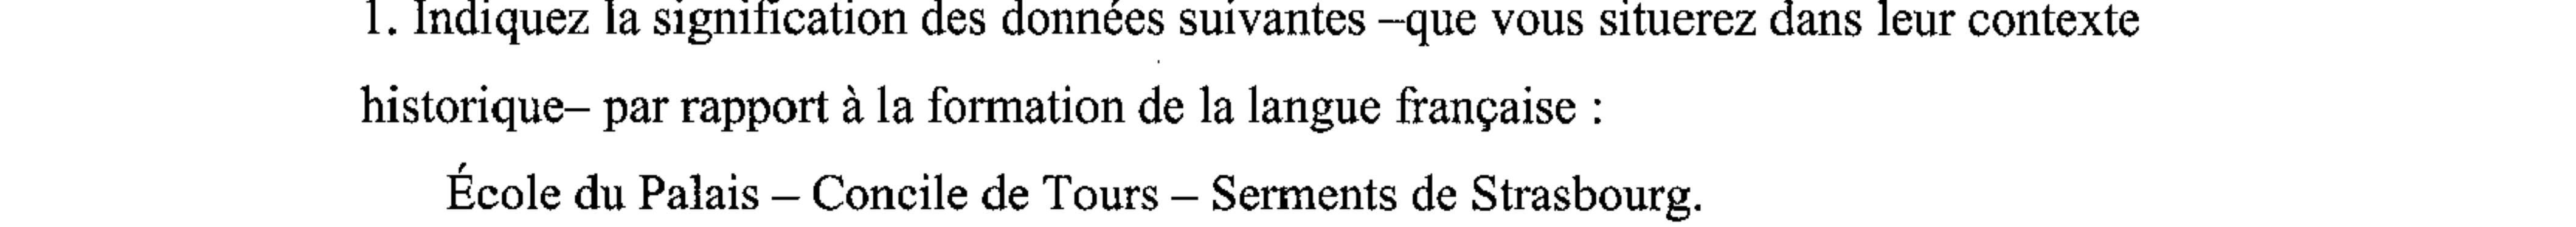 1. Indiquez la signification des données suivantes –que vous situerez dans leur contexte
historique– par rapport à la formation de la langue française :
École du Palais – Concile de Tours – Serments de Strasbourg.